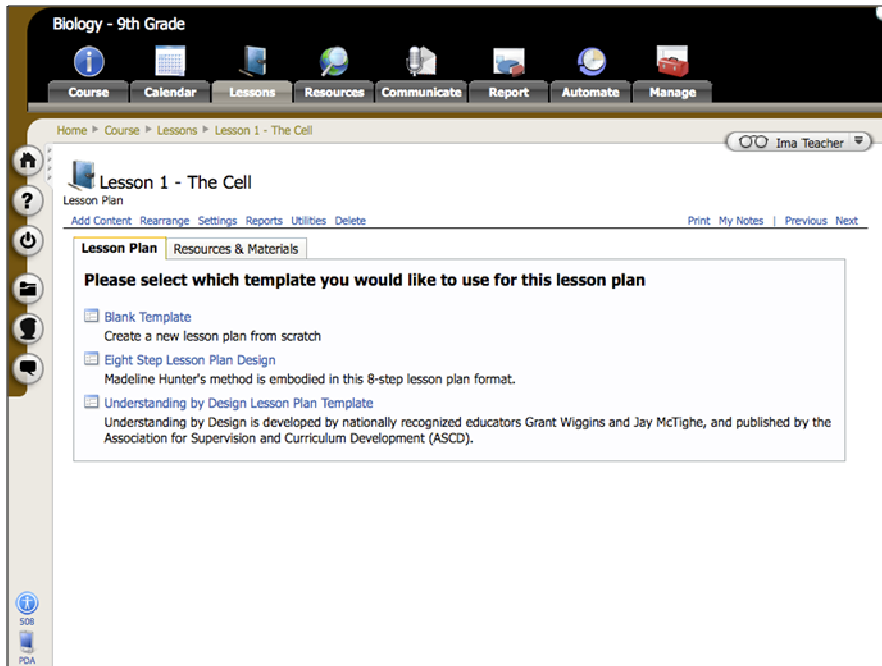 Biology - 9th Grade
Course Calendar Lessons Resources Communicate Report Automate Manage
Home Course Lessons Lesson 1 - The Cell
Ima Teacher
Lesson 1 - The Cell
Lesson Plan
Add Content Rearrange Settings Reports Utilities Delete Print My Notes | Previous Next
Lesson Plan Resources & Materials
Please select which template you would like to use for this lesson plan
Blank Template
Create a new lesson plan from scratch
Eight Step Lesson Plan Design
Madeline Hunter's method is embodied in this 8-step lesson plan format.
Understanding by Design Lesson Plan Template
Understanding by Design is developed by nationally recognized educators Grant Wiggins and Jay McTighe, and published by the
Association for Supervision and Curriculum Development (ASCD).
508
PDA